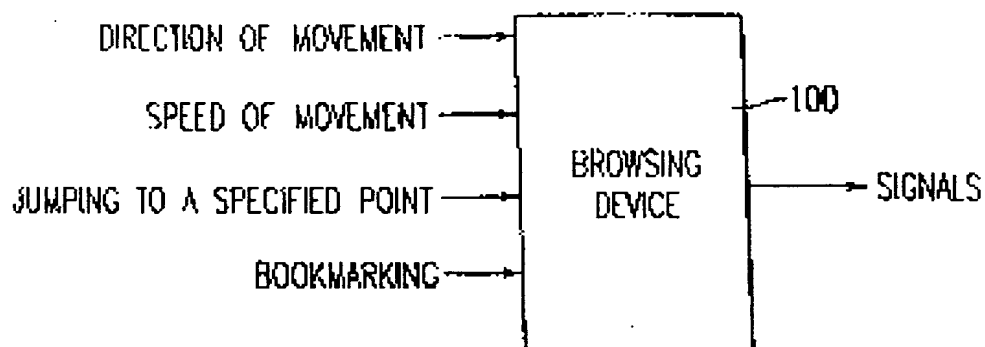 DIRECTION OF MOVEMENT
SPEED OF MOVEMENT
JUMPING TO A SPECIFIED POINT
BOOKMARKING
BROWSING
DEVICE
100
SIGNALS